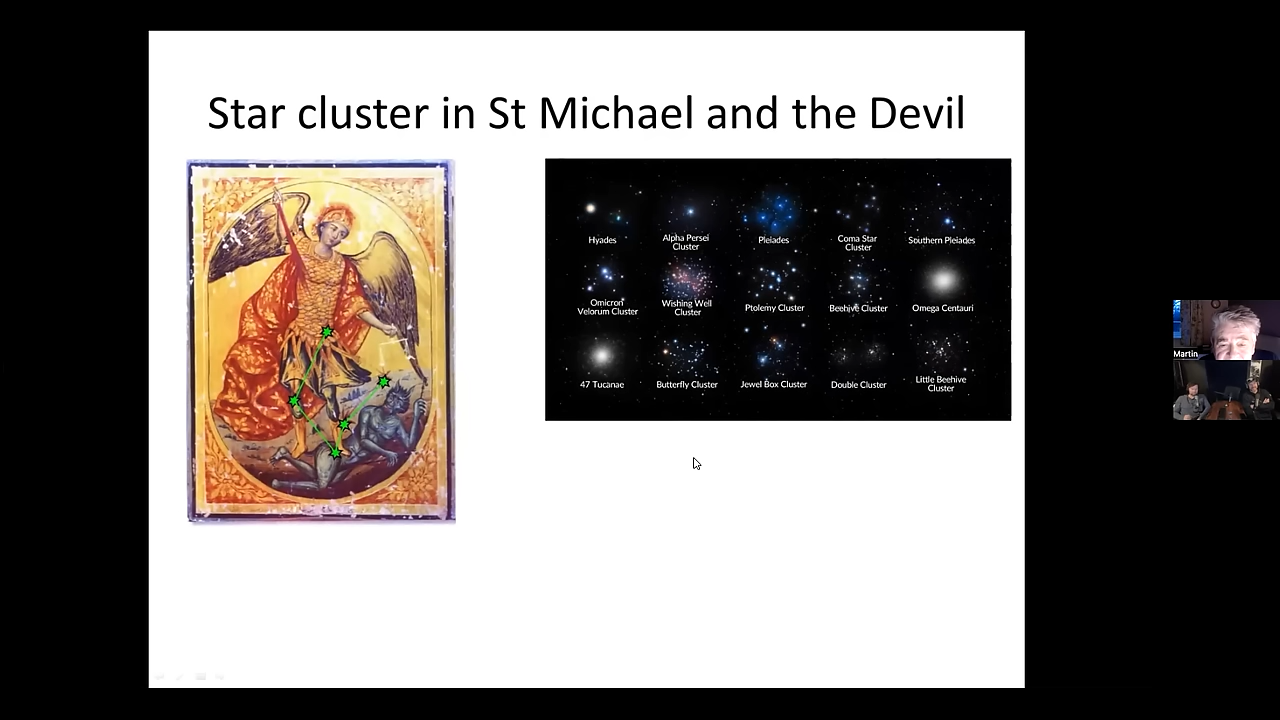 Star cluster in St Michael and the Devil
Hyades
Alpha Persei
Cluster
Pleiades
Coma Star
Cluster
Southern Pleiades
Omicron
Velorum Cluster
Wishing Well
Cluster
Ptolemy Cluster
Beehive Cluster
Omega Centauri
47 Tucanae
Butterfly Cluster
Jewel Box Cluster
Double Cluster
Little Beehive
Cluster
Martin